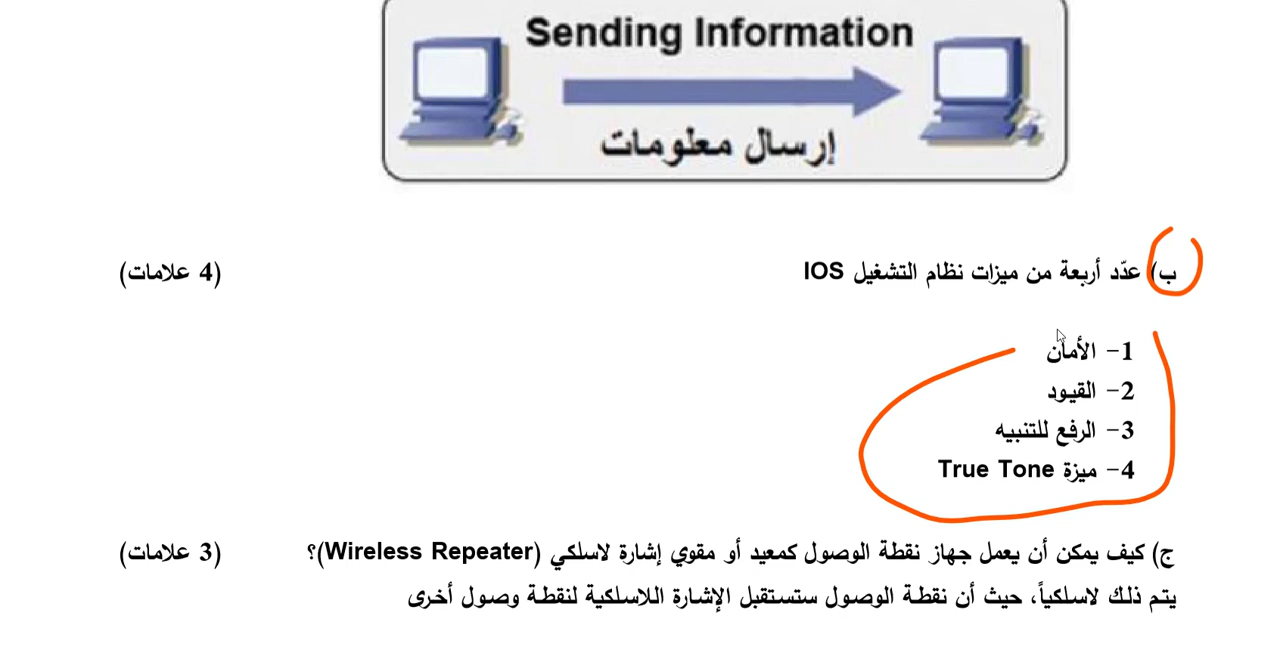 Sending Information
إرسال معلومات
ب) عدّد أربعة من ميزات نظام التشغيل IOS (4 علامات)
1- الأمان
2- القيود
3- الرفع للتنبيه
4- ميزة True Tone
ج) كيف يمكن أن يعمل جهاز نقطة الوصول كمعيد أو مقوي إشارة لاسلكي (Wireless Repeater)؟ (3 علامات)
يتم ذلك لاسلكياً، حيث أن نقطة الوصول ستستقبل الإشارة اللاسلكية لنقطة وصول أخرى